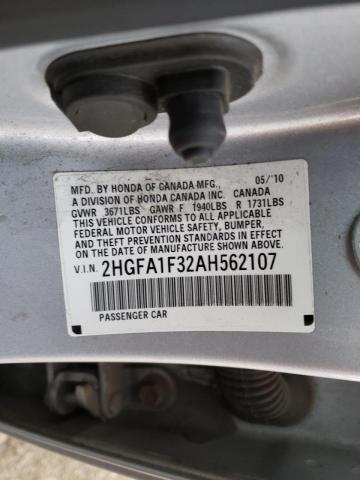 MFD. BY HONDA OF CANADA MFG., 05/'10
A DIVISION OF HONDA CANADA INC. CANADA
GVWR 3671LBS GAWR F 1940LBS R 1731LBS
THIS VEHICLE CONFORMS TO ALL APPLICABLE
FEDERAL MOTOR VEHICLE SAFETY, BUMPER,
AND THEFT PREVENTION STANDARDS IN EFFECT
ON THE DATE OF MANUFACTURE SHOWN ABOVE.
V.I.N. 2HGFA1F32AH562107
PASSENGER CAR